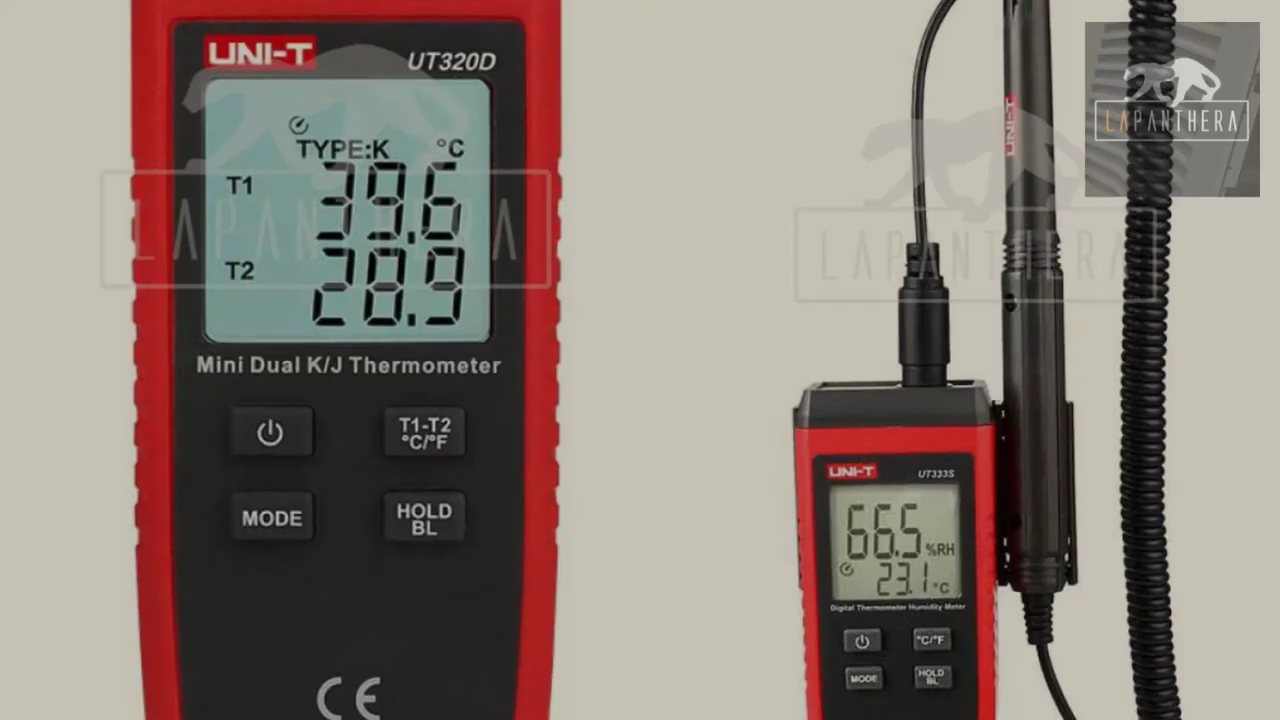 UNI-T
UT320D
TYPE:K °C
T1 39.6
T2 28.9
Mini Dual K/J Thermometer
T1-T2
°C/°F
MODE
HOLD
BL
CE
LAPANTHERA
LAPANTHERA
LAPANTHERA
UNI-T
UNI-T
UT333S
66.5 %RH
23.1 °C
Digital Thermometer Humidity Meter
°C/°F
MODE
HOLD
BL